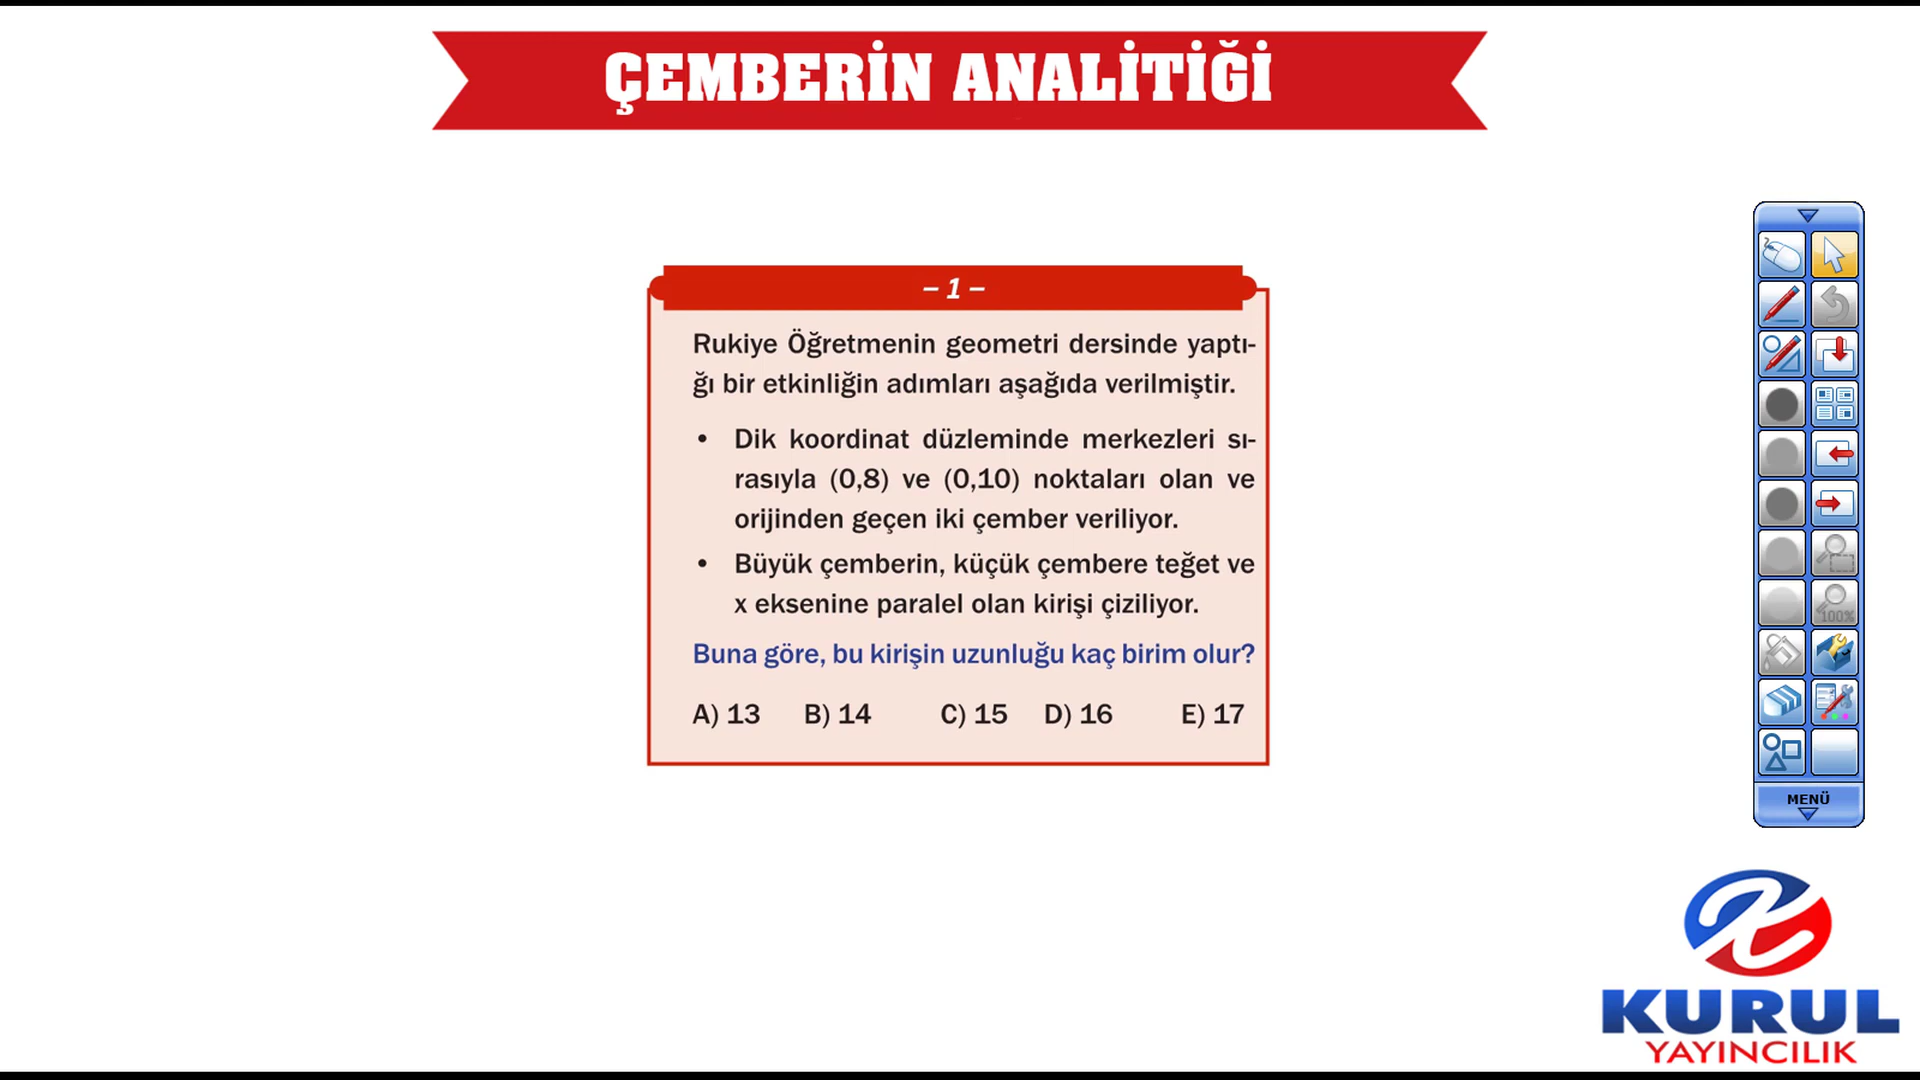 ÇEMBERİN ANALİTİĞİ
– 1 –
Rukiye Öğretmenin geometri dersinde yaptı-
ğı bir etkinliğin adımları aşağıda verilmiştir.
• Dik koordinat düzleminde merkezleri sı-
rasıyla (0,8) ve (0,10) noktaları olan ve
orijinden geçen iki çember veriliyor.
• Büyük çemberin, küçük çembere teğet ve
x eksenine paralel olan kirişi çiziliyor.
Buna göre, bu kirişin uzunluğu kaç birim olur?
A) 13 B) 14 C) 15 D) 16 E) 17
100%
MENÜ
KURUL
YAYINCILIK